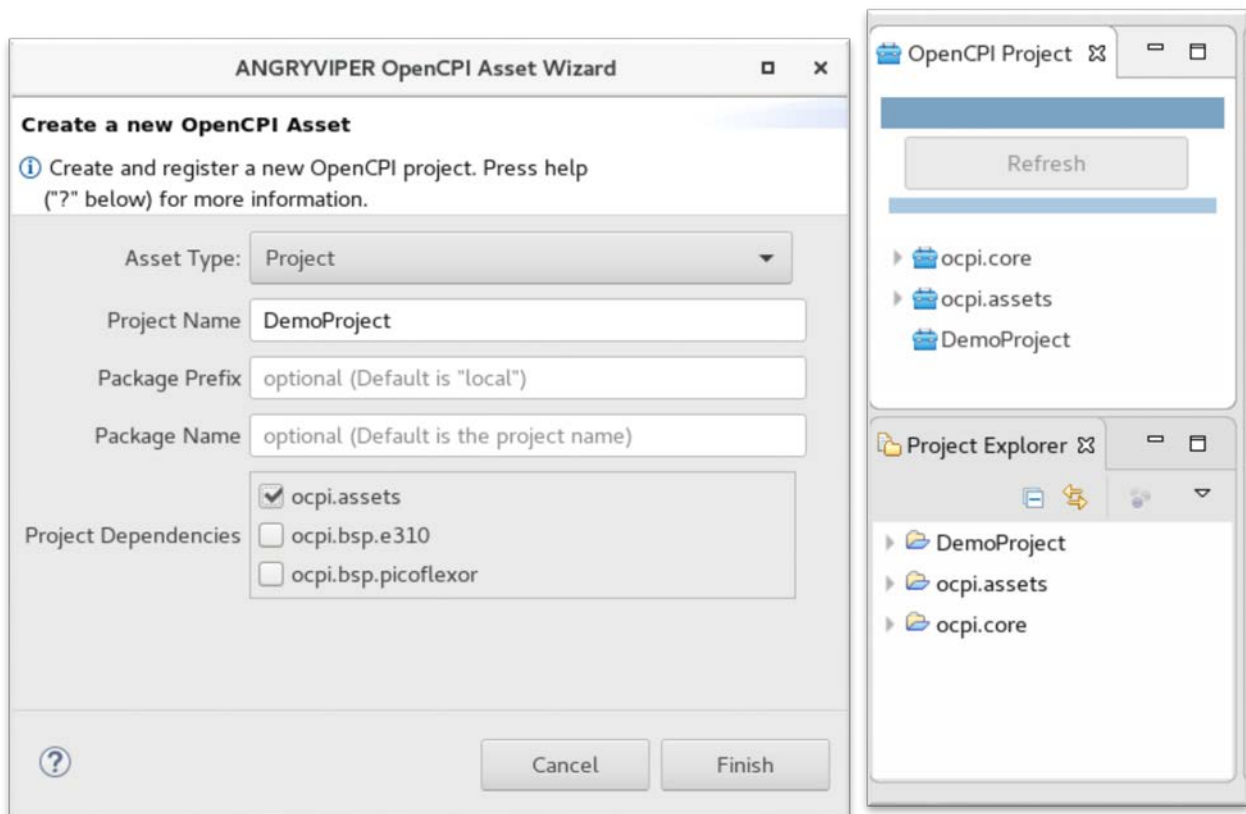 ANGRYVIPER OpenCPI Asset Wizard
Create a new OpenCPI Asset
Create and register a new OpenCPI project. Press help
("?" below) for more information.
Asset Type: Project
Project Name DemoProject
Package Prefix optional (Default is "local")
Package Name optional (Default is the project name)
Project Dependencies
ocpi.assets
ocpi.bsp.e310
ocpi.bsp.picoflexor
Cancel Finish
OpenCPI Project
Refresh
ocpi.core
ocpi.assets
DemoProject
Project Explorer
DemoProject
ocpi.assets
ocpi.core